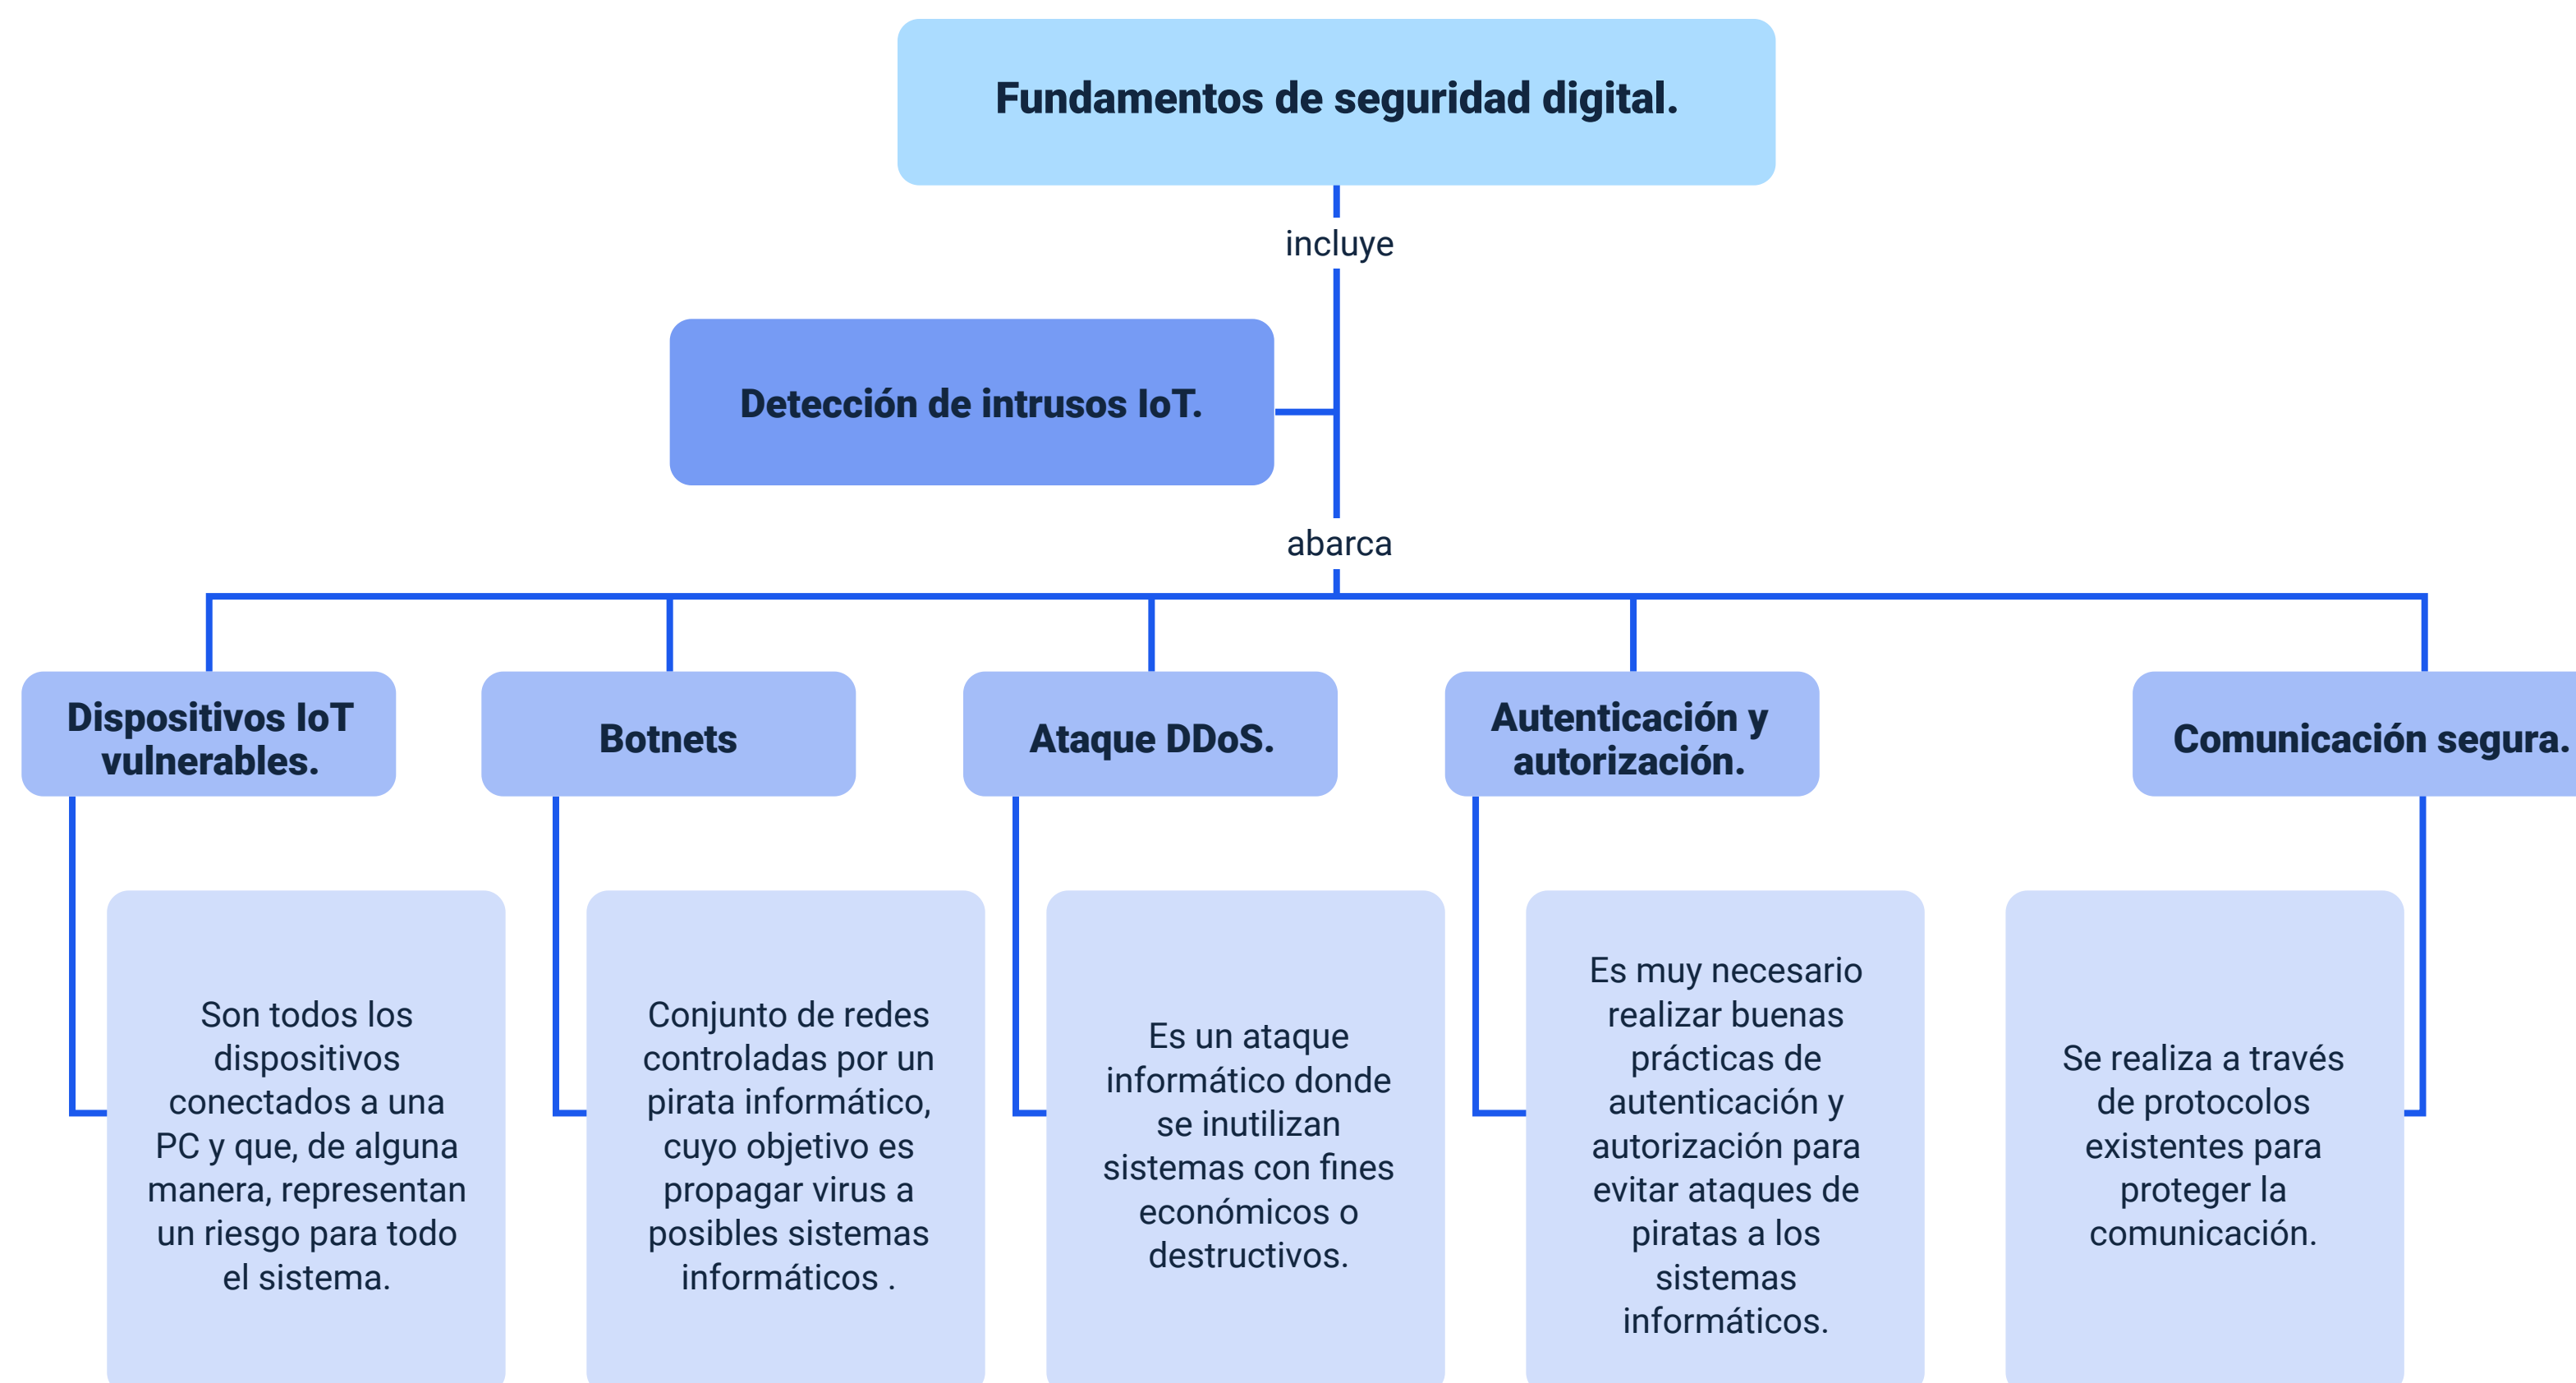 Fundamentos de seguridad digital.
incluye
Detección de intrusos IoT.
abarca
Dispositivos IoT
vulnerables.
Botnets
Ataque DDoS.
Autenticación y
autorización.
Comunicación segura.
Son todos los
dispositivos
conectados a una
PC y que, de alguna
manera, representan
un riesgo para todo
el sistema.
Conjunto de redes
controladas por un
pirata informático,
cuyo objetivo es
propagar virus a
posibles sistemas
informáticos .
Es un ataque
informático donde
se inutilizan
sistemas con fines
económicos o
destructivos.
Es muy necesario
realizar buenas
prácticas de
autenticación y
autorización para
evitar ataques de
piratas a los
sistemas
informáticos.
Se realiza a través
de protocolos
existentes para
proteger la
comunicación.